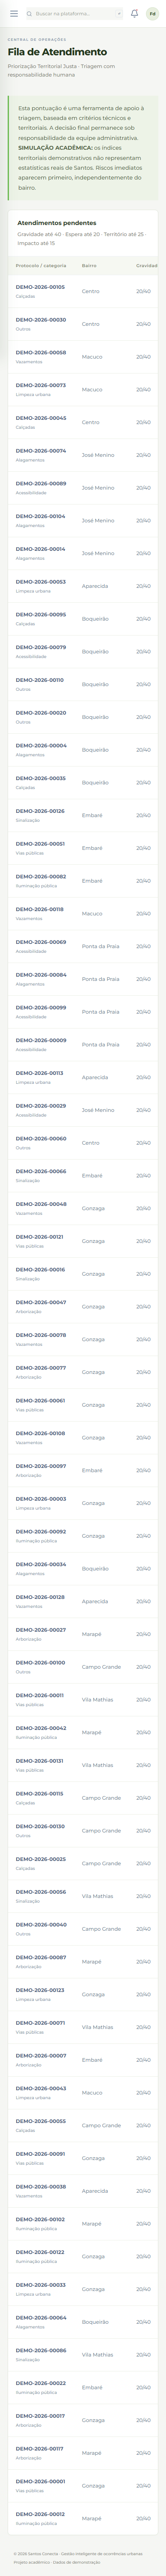 Buscar na plataforma...
Fd
CENTRAL DE OPERAÇÕES
Fila de Atendimento
Priorização Territorial Justa · Triagem com
responsabilidade humana
Esta pontuação é uma ferramenta de apoio à
triagem, baseada em critérios técnicos e
territoriais. A decisão final permanece sob
responsabilidade da equipe administrativa.
SIMULAÇÃO ACADÊMICA: os índices
territoriais demonstrativos não representam
estatísticas reais de Santos. Riscos imediatos
aparecem primeiro, independentemente do
bairro.
Atendimentos pendentes
Gravidade até 40 · Espera até 20 · Território até 25 ·
Impacto até 15
Protocolo / categoria Bairro Gravidad
DEMO-2026-00105 Centro 20/40
Calçadas
DEMO-2026-00030 Centro 20/40
Outros
DEMO-2026-00058 Macuco 20/40
Vazamentos
DEMO-2026-00073 Macuco 20/40
Limpeza urbana
DEMO-2026-00045 Centro 20/40
Calçadas
DEMO-2026-00074 José Menino 20/40
Alagamentos
DEMO-2026-00089 José Menino 20/40
Acessibilidade
DEMO-2026-00104 José Menino 20/40
Alagamentos
DEMO-2026-00014 José Menino 20/40
Alagamentos
DEMO-2026-00053 Aparecida 20/40
Limpeza urbana
DEMO-2026-00095 Boqueirão 20/40
Calçadas
DEMO-2026-00079 Boqueirão 20/40
Acessibilidade
DEMO-2026-00110 Boqueirão 20/40
Outros
DEMO-2026-00020 Boqueirão 20/40
Outros
DEMO-2026-00004 Boqueirão 20/40
Alagamentos
DEMO-2026-00035 Boqueirão 20/40
Calçadas
DEMO-2026-00126 Embaré 20/40
Sinalização
DEMO-2026-00051 Embaré 20/40
Vias públicas
DEMO-2026-00082 Embaré 20/40
Iluminação pública
DEMO-2026-00118 Macuco 20/40
Vazamentos
DEMO-2026-00069 Ponta da Praia 20/40
Acessibilidade
DEMO-2026-00084 Ponta da Praia 20/40
Alagamentos
DEMO-2026-00099 Ponta da Praia 20/40
Acessibilidade
DEMO-2026-00009 Ponta da Praia 20/40
Acessibilidade
DEMO-2026-00113 Aparecida 20/40
Limpeza urbana
DEMO-2026-00029 José Menino 20/40
Acessibilidade
DEMO-2026-00060 Centro 20/40
Outros
DEMO-2026-00066 Embaré 20/40
Sinalização
DEMO-2026-00048 Gonzaga 20/40
Vazamentos
DEMO-2026-00121 Gonzaga 20/40
Vias públicas
DEMO-2026-00016 Gonzaga 20/40
Sinalização
DEMO-2026-00047 Gonzaga 20/40
Arborização
DEMO-2026-00078 Gonzaga 20/40
Vazamentos
DEMO-2026-00077 Gonzaga 20/40
Arborização
DEMO-2026-00061 Gonzaga 20/40
Vias públicas
DEMO-2026-00108 Gonzaga 20/40
Vazamentos
DEMO-2026-00097 Embaré 20/40
Arborização
DEMO-2026-00003 Gonzaga 20/40
Limpeza urbana
DEMO-2026-00092 Gonzaga 20/40
Iluminação pública
DEMO-2026-00034 Boqueirão 20/40
Alagamentos
DEMO-2026-00128 Aparecida 20/40
Vazamentos
DEMO-2026-00027 Marapé 20/40
Arborização
DEMO-2026-00100 Campo Grande 20/40
Outros
DEMO-2026-00011 Vila Mathias 20/40
Vias públicas
DEMO-2026-00042 Marapé 20/40
Iluminação pública
DEMO-2026-00131 Vila Mathias 20/40
Vias públicas
DEMO-2026-00115 Campo Grande 20/40
Calçadas
DEMO-2026-00130 Campo Grande 20/40
Outros
DEMO-2026-00025 Campo Grande 20/40
Calçadas
DEMO-2026-00056 Vila Mathias 20/40
Sinalização
DEMO-2026-00040 Campo Grande 20/40
Outros
DEMO-2026-00087 Marapé 20/40
Arborização
DEMO-2026-00123 Gonzaga 20/40
Limpeza urbana
DEMO-2026-00071 Vila Mathias 20/40
Vias públicas
DEMO-2026-00007 Embaré 20/40
Arborização
DEMO-2026-00043 Macuco 20/40
Limpeza urbana
DEMO-2026-00055 Campo Grande 20/40
Calçadas
DEMO-2026-00091 Gonzaga 20/40
Vias públicas
DEMO-2026-00038 Aparecida 20/40
Vazamentos
DEMO-2026-00102 Marapé 20/40
Iluminação pública
DEMO-2026-00122 Gonzaga 20/40
Iluminação pública
DEMO-2026-00033 Gonzaga 20/40
Limpeza urbana
DEMO-2026-00064 Boqueirão 20/40
Alagamentos
DEMO-2026-00086 Vila Mathias 20/40
Sinalização
DEMO-2026-00022 Embaré 20/40
Iluminação pública
DEMO-2026-00017 Gonzaga 20/40
Arborização
DEMO-2026-00117 Marapé 20/40
Arborização
DEMO-2026-00001 Gonzaga 20/40
Vias públicas
DEMO-2026-00012 Marapé 20/40
Iluminação pública
© 2026 Santos Conecta · Gestão inteligente de ocorrências urbanas
Projeto acadêmico · Dados de demonstração